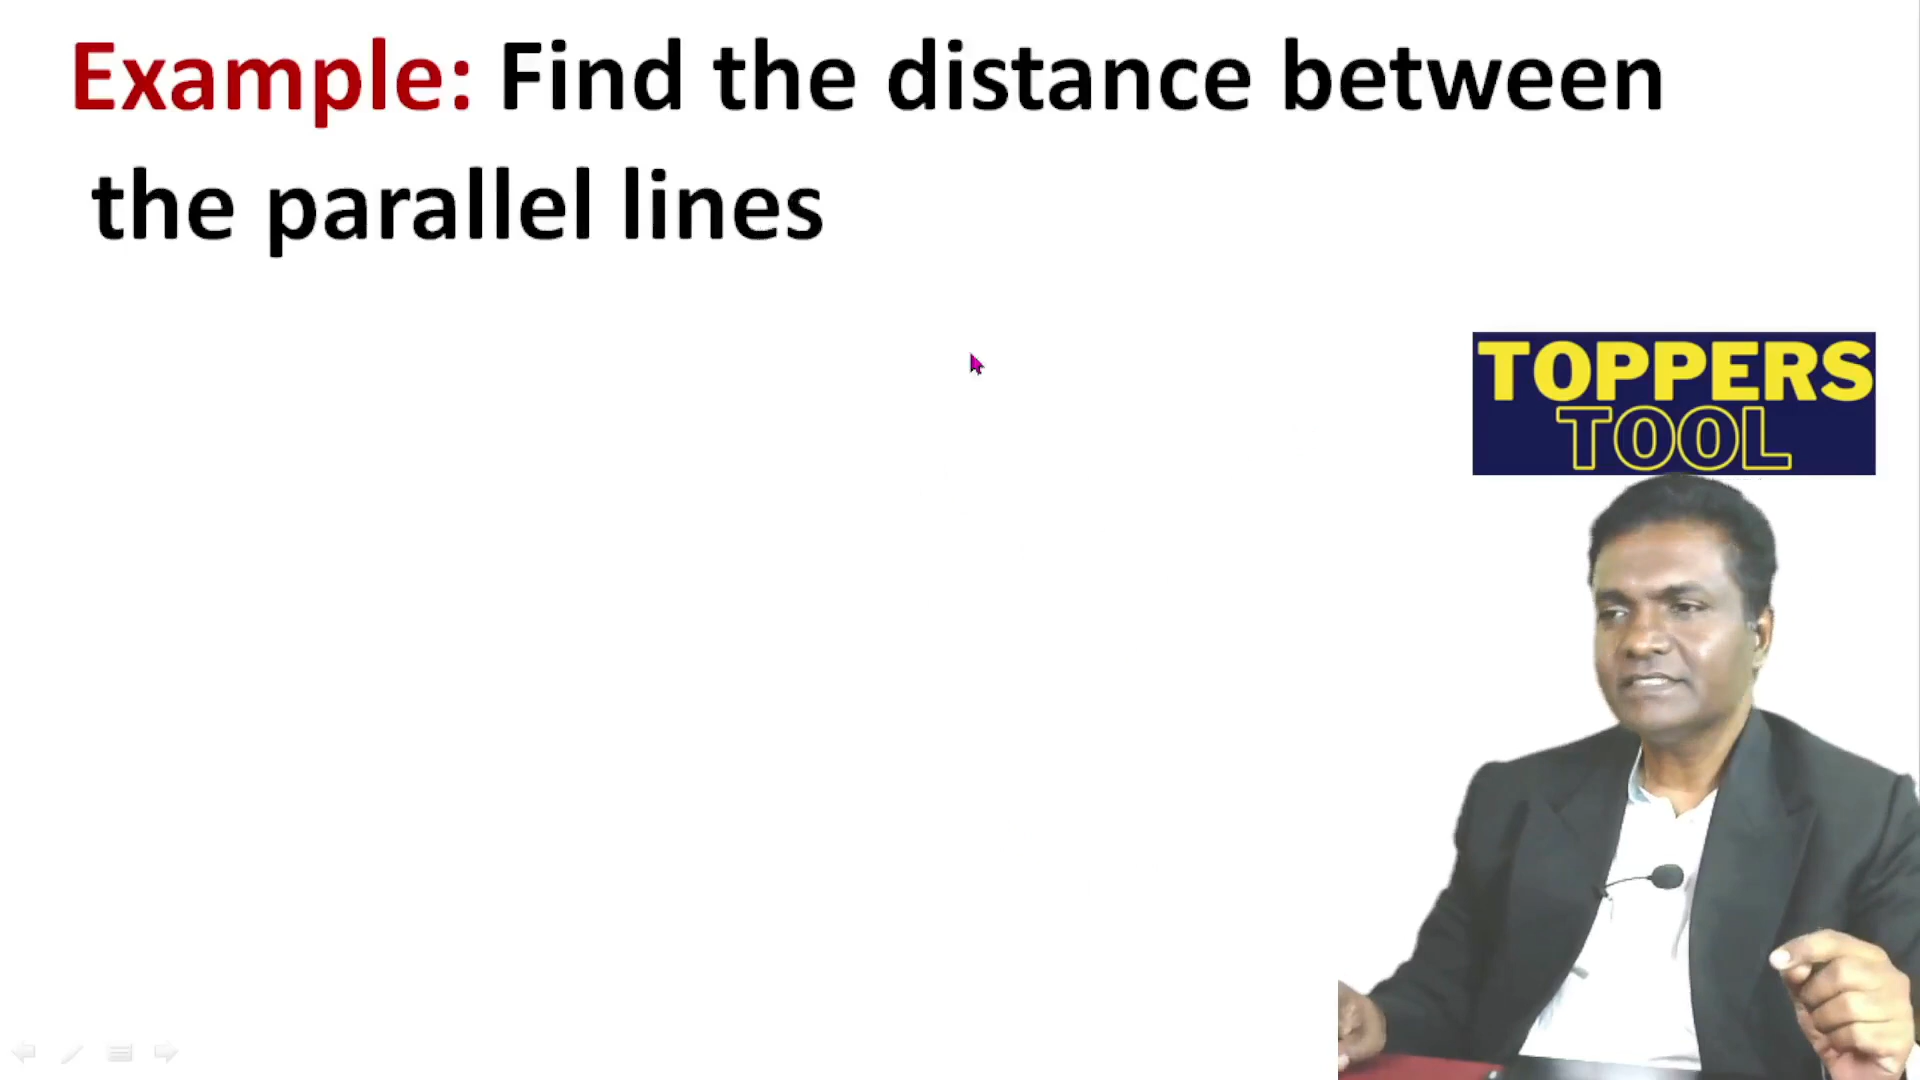 Example: Find the distance between
the parallel lines
TOPPERS
TOOL